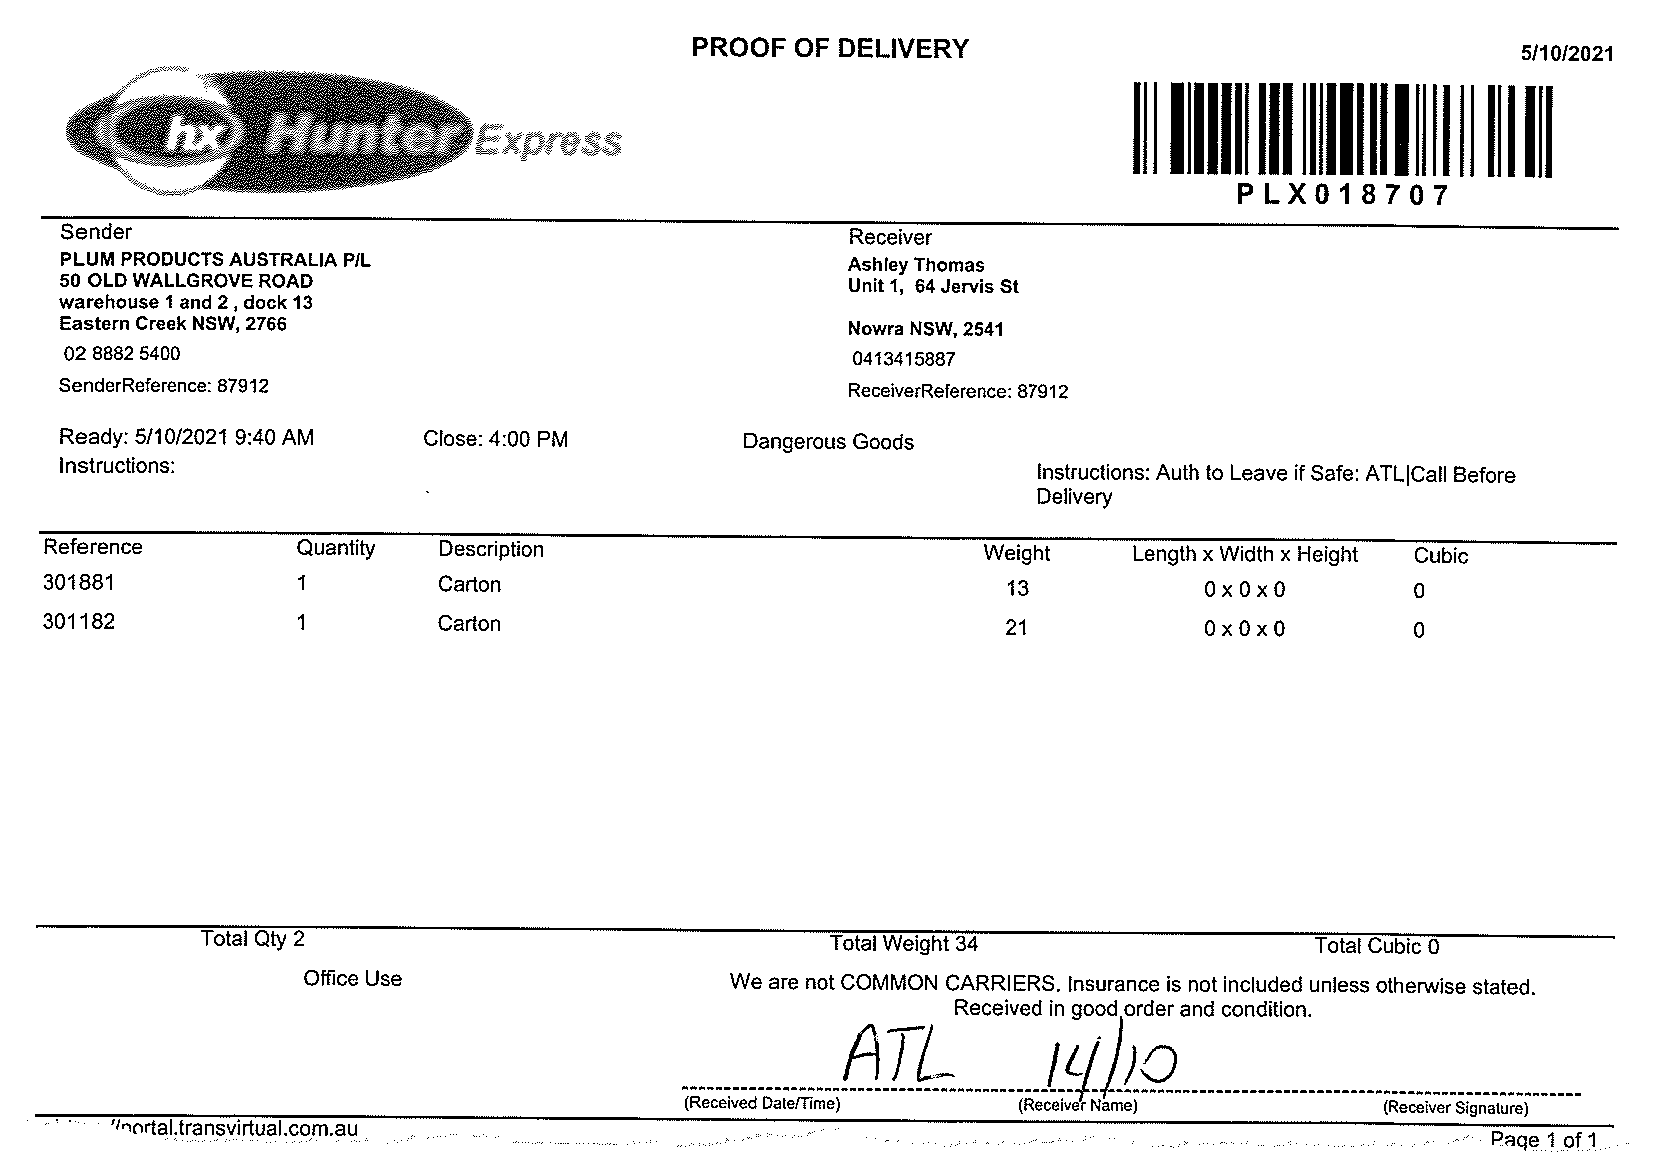 PROOF OF DELIVERY
5/10/2021
hx Hunter Express
PLX018707
Sender
PLUM PRODUCTS AUSTRALIA P/L
50 OLD WALLGROVE ROAD
warehouse 1 and 2 , dock 13
Eastern Creek NSW, 2766
02 8882 5400
SenderReference: 87912
Receiver
Ashley Thomas
Unit 1, 64 Jervis St
Nowra NSW, 2541
0413415887
ReceiverReference: 87912
Ready: 5/10/2021 9:40 AM Close: 4:00 PM Dangerous Goods
Instructions:
Instructions: Auth to Leave if Safe: ATL|Call Before
Delivery
Reference Quantity Description Weight Length x Width x Height Cubic
301881 1 Carton 13 0 x 0 x 0 0
301182 1 Carton 21 0 x 0 x 0 0
Total Qty 2 Total Weight 34 Total Cubic 0
Office Use
We are not COMMON CARRIERS. Insurance is not included unless otherwise stated.
Received in good order and condition.
ATL 14/10
(Received Date/Time) (Receiver Name) (Receiver Signature)
portal.transvirtual.com.au
Page 1 of 1